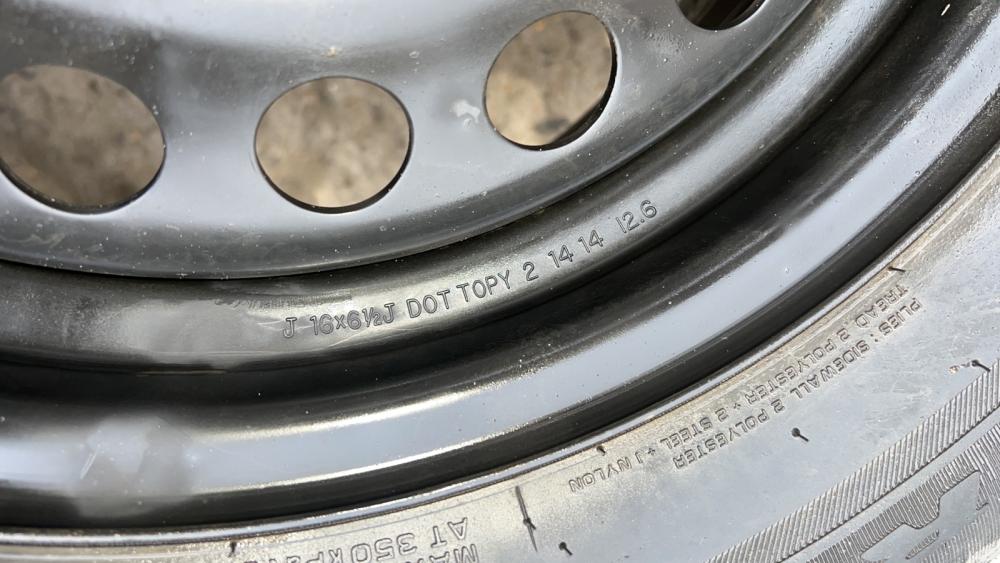 J 16x6½J DOT TOPY 2 14 14 12.6
PLIES: SIDEWALL 2 POLYESTER
TREAD 2 POLYESTER + 2 STEEL + 1 NYLON
AT 350